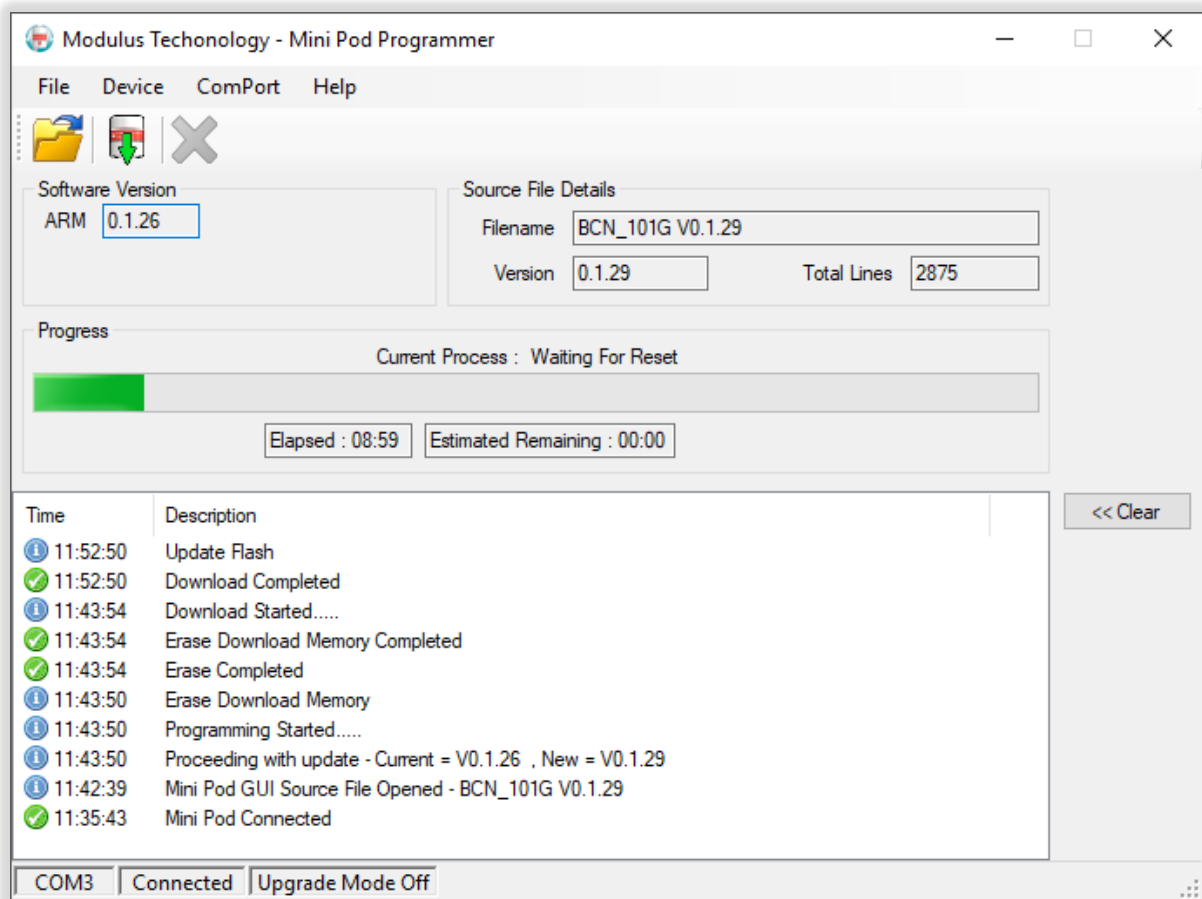 Modulus Techonology - Mini Pod Programmer
File Device ComPort Help
Software Version
ARM 0.1.26
Source File Details
Filename BCN_101G V0.1.29
Version 0.1.29 Total Lines 2875
Progress
Current Process : Waiting For Reset
Elapsed : 08:59 Estimated Remaining : 00:00
Time Description
11:52:50 Update Flash
11:52:50 Download Completed
11:43:54 Download Started.....
11:43:54 Erase Download Memory Completed
11:43:54 Erase Completed
11:43:50 Erase Download Memory
11:43:50 Programming Started.....
11:43:50 Proceeding with update - Current = V0.1.26 , New = V0.1.29
11:42:39 Mini Pod GUI Source File Opened - BCN_101G V0.1.29
11:35:43 Mini Pod Connected
<< Clear
COM3 Connected Upgrade Mode Off